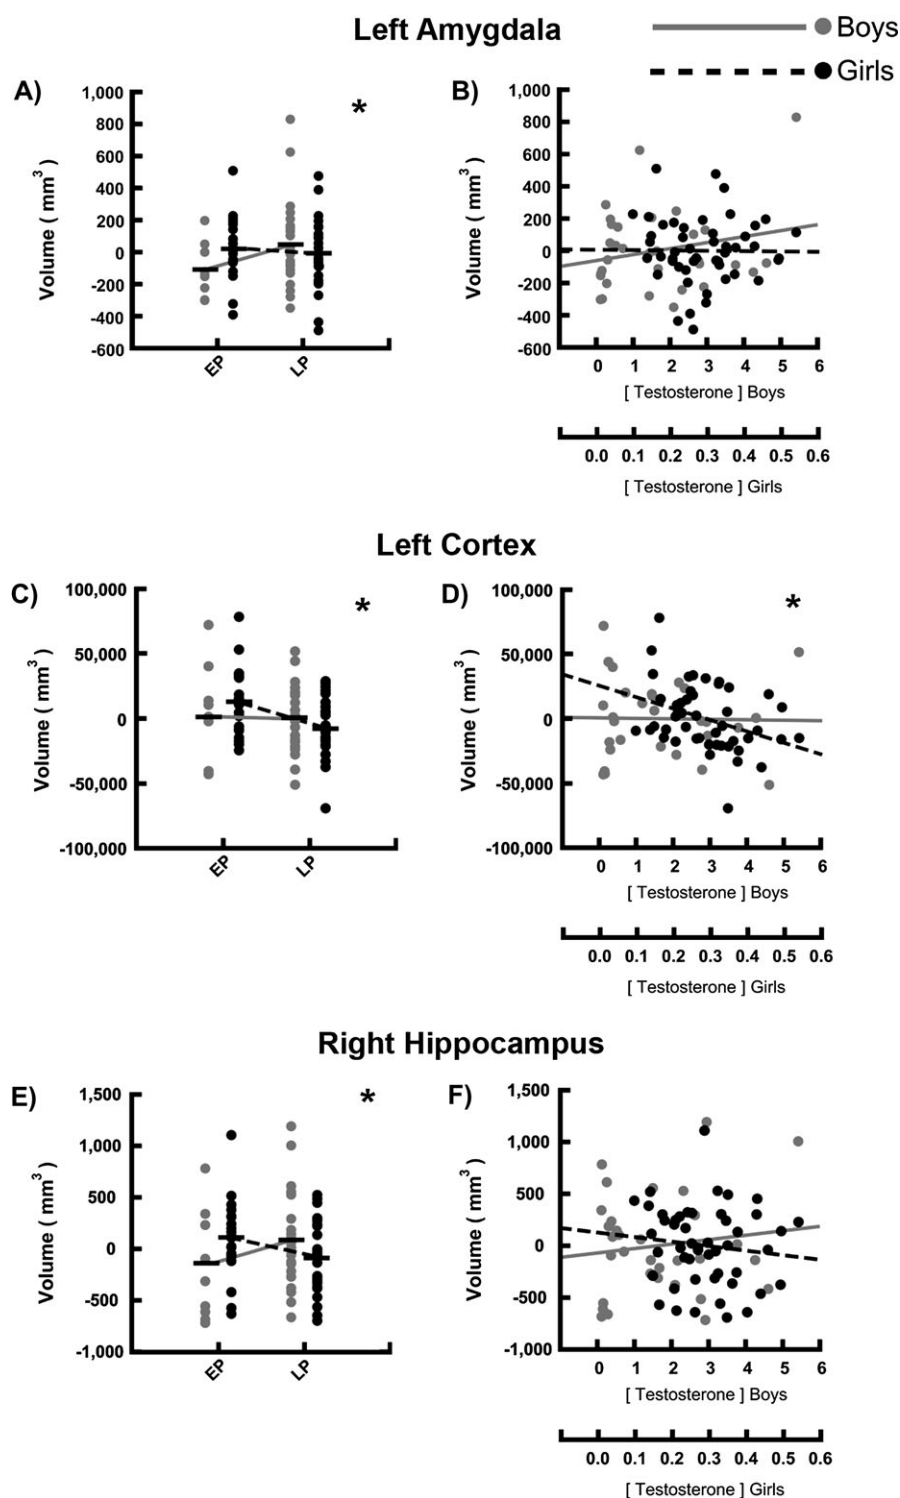 Left Amygdala
Boys
Girls
A)
*
Volume ( mm³ )
1,000
800
600
400
200
0
-200
-400
-600
EP
LP
B)
Volume ( mm³ )
1,000
800
600
400
200
0
-200
-400
-600
0 1 2 3 4 5 6
[ Testosterone ] Boys
0.0 0.1 0.2 0.3 0.4 0.5 0.6
[ Testosterone ] Girls
Left Cortex
C)
*
Volume ( mm³ )
100,000
50,000
0
-50,000
-100,000
EP
LP
D)
*
Volume ( mm³ )
100,000
50,000
0
-50,000
-100,000
0 1 2 3 4 5 6
[ Testosterone ] Boys
0.0 0.1 0.2 0.3 0.4 0.5 0.6
[ Testosterone ] Girls
Right Hippocampus
E)
*
Volume ( mm³ )
1,500
1,000
500
0
-500
-1,000
EP
LP
F)
Volume ( mm³ )
1,500
1,000
500
0
-500
-1,000
0 1 2 3 4 5 6
[ Testosterone ] Boys
0.0 0.1 0.2 0.3 0.4 0.5 0.6
[ Testosterone ] Girls